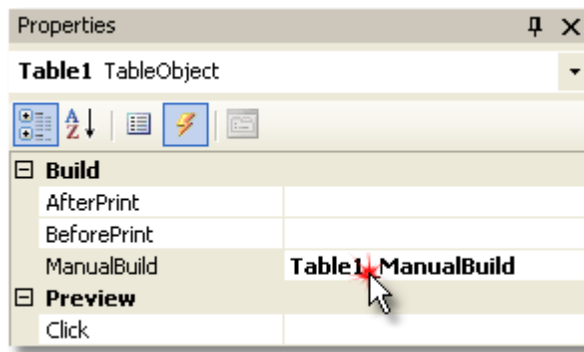 Properties
Table1 TableObject
Build
AfterPrint
BeforePrint
ManualBuild Table1_ManualBuild
Preview
Click